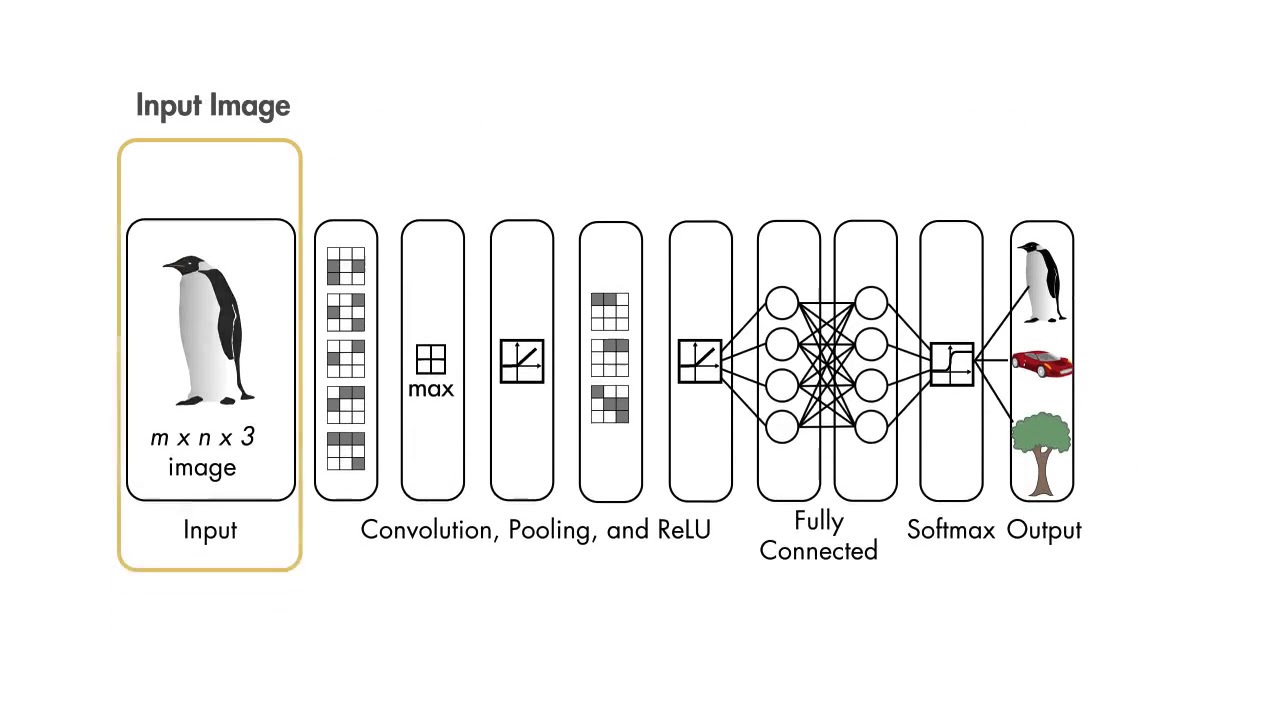 Input Image
max
m x n x 3
image
Input
Convolution, Pooling, and ReLU
Fully
Connected
Softmax
Output